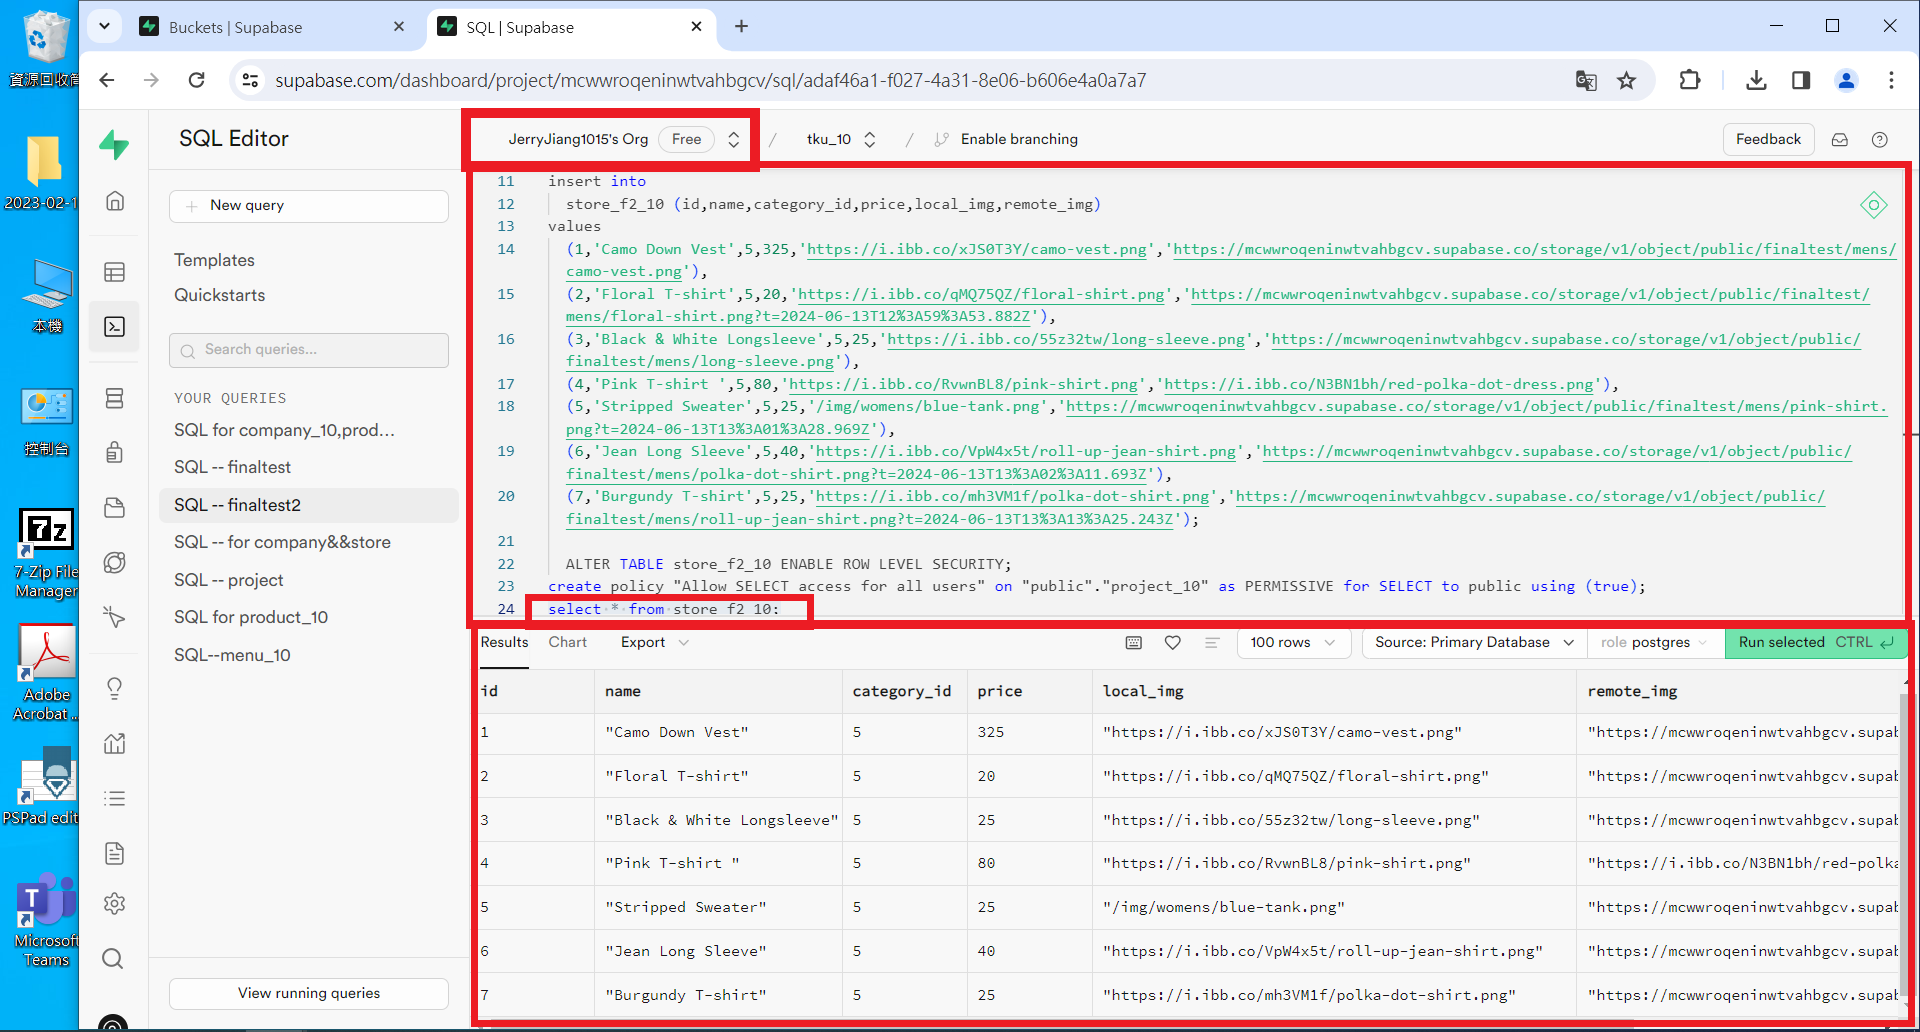 Buckets | Supabase
SQL | Supabase
supabase.com/dashboard/project/mcwwroqeninwtvahbgcv/sql/adaf46a1-f027-4a31-8e06-b606e4a0a7a7
資源回收筒
2023-02-1
本機
控制台
7z
7-Zip File
Manager
Adobe
Acrobat ...
PSPad edit
T
Microsoft
Teams
SQL Editor
JerryJiang1015's Org
Free
/
tku_10
/
Enable branching
Feedback
New query
Templates
Quickstarts
Search queries...
YOUR QUERIES
SQL for company_10,prod...
SQL -- finaltest
SQL -- finaltest2
SQL -- for company&&store
SQL -- project
SQL for product_10
SQL--menu_10
View running queries
11 insert into
12 store_f2_10 (id,name,category_id,price,local_img,remote_img)
13 values
14 (1,'Camo Down Vest',5,325,'https://i.ibb.co/xJS0T3Y/camo-vest.png','https://mcwwroqeninwtvahbgcv.supabase.co/storage/v1/object/public/finaltest/mens/
camo-vest.png'),
15 (2,'Floral T-shirt',5,20,'https://i.ibb.co/qMQ75QZ/floral-shirt.png','https://mcwwroqeninwtvahbgcv.supabase.co/storage/v1/object/public/finaltest/
mens/floral-shirt.png?t=2024-06-13T12%3A59%3A53.882Z'),
16 (3,'Black & White Longsleeve',5,25,'https://i.ibb.co/55z32tw/long-sleeve.png','https://mcwwroqeninwtvahbgcv.supabase.co/storage/v1/object/public/
finaltest/mens/long-sleeve.png'),
17 (4,'Pink T-shirt ',5,80,'https://i.ibb.co/RvwnBL8/pink-shirt.png','https://i.ibb.co/N3BN1bh/red-polka-dot-dress.png'),
18 (5,'Stripped Sweater',5,25,'/img/womens/blue-tank.png','https://mcwwroqeninwtvahbgcv.supabase.co/storage/v1/object/public/finaltest/mens/pink-shirt.
png?t=2024-06-13T13%3A01%3A28.969Z'),
19 (6,'Jean Long Sleeve',5,40,'https://i.ibb.co/VpW4x5t/roll-up-jean-shirt.png','https://mcwwroqeninwtvahbgcv.supabase.co/storage/v1/object/public/
finaltest/mens/polka-dot-shirt.png?t=2024-06-13T13%3A02%3A11.693Z'),
20 (7,'Burgundy T-shirt',5,25,'https://i.ibb.co/mh3VM1f/polka-dot-shirt.png','https://mcwwroqeninwtvahbgcv.supabase.co/storage/v1/object/public/
finaltest/mens/roll-up-jean-shirt.png?t=2024-06-13T13%3A13%3A25.243Z');
21
22 ALTER TABLE store_f2_10 ENABLE ROW LEVEL SECURITY;
23 create policy "Allow SELECT access for all users" on "public"."project_10" as PERMISSIVE for SELECT to public using (true);
24 select * from store_f2_10;
Results Chart Export 100 rows Source: Primary Database role postgres Run selected CTRL
id name category_id price local_img remote_img
1 "Camo Down Vest" 5 325 "https://i.ibb.co/xJS0T3Y/camo-vest.png" "https://mcwwroqeninwtvahbgcv.supab
2 "Floral T-shirt" 5 20 "https://i.ibb.co/qMQ75QZ/floral-shirt.png" "https://mcwwroqeninwtvahbgcv.supab
3 "Black & White Longsleeve" 5 25 "https://i.ibb.co/55z32tw/long-sleeve.png" "https://mcwwroqeninwtvahbgcv.supab
4 "Pink T-shirt " 5 80 "https://i.ibb.co/RvwnBL8/pink-shirt.png" "https://i.ibb.co/N3BN1bh/red-polka
5 "Stripped Sweater" 5 25 "/img/womens/blue-tank.png" "https://mcwwroqeninwtvahbgcv.supab
6 "Jean Long Sleeve" 5 40 "https://i.ibb.co/VpW4x5t/roll-up-jean-shirt.png" "https://mcwwroqeninwtvahbgcv.supab
7 "Burgundy T-shirt" 5 25 "https://i.ibb.co/mh3VM1f/polka-dot-shirt.png" "https://mcwwroqeninwtvahbgcv.supab